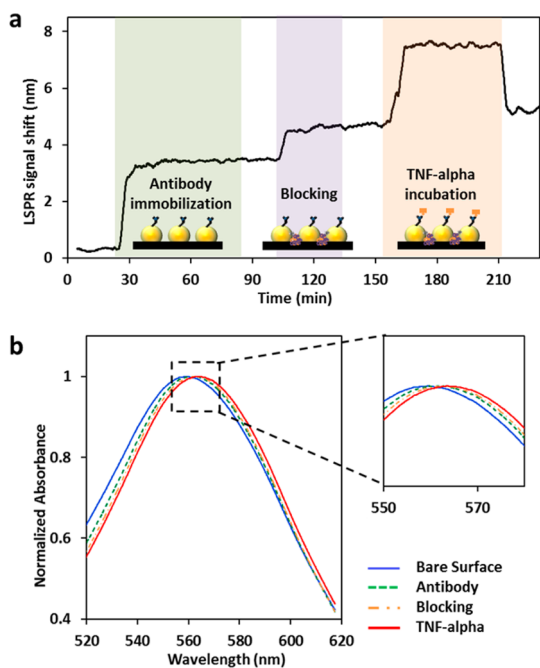 a
LSPR signal shift (nm)
8
6
4
2
0
Antibody
immobilization
Blocking
TNF-alpha
incubation
0 30 60 90 120 150 180 210
Time (min)
b
Normalized Absorbance
1
0.8
0.6
0.4
520 540 560 580 600 620
Wavelength (nm)
550 570
Bare Surface
Antibody
Blocking
TNF-alpha